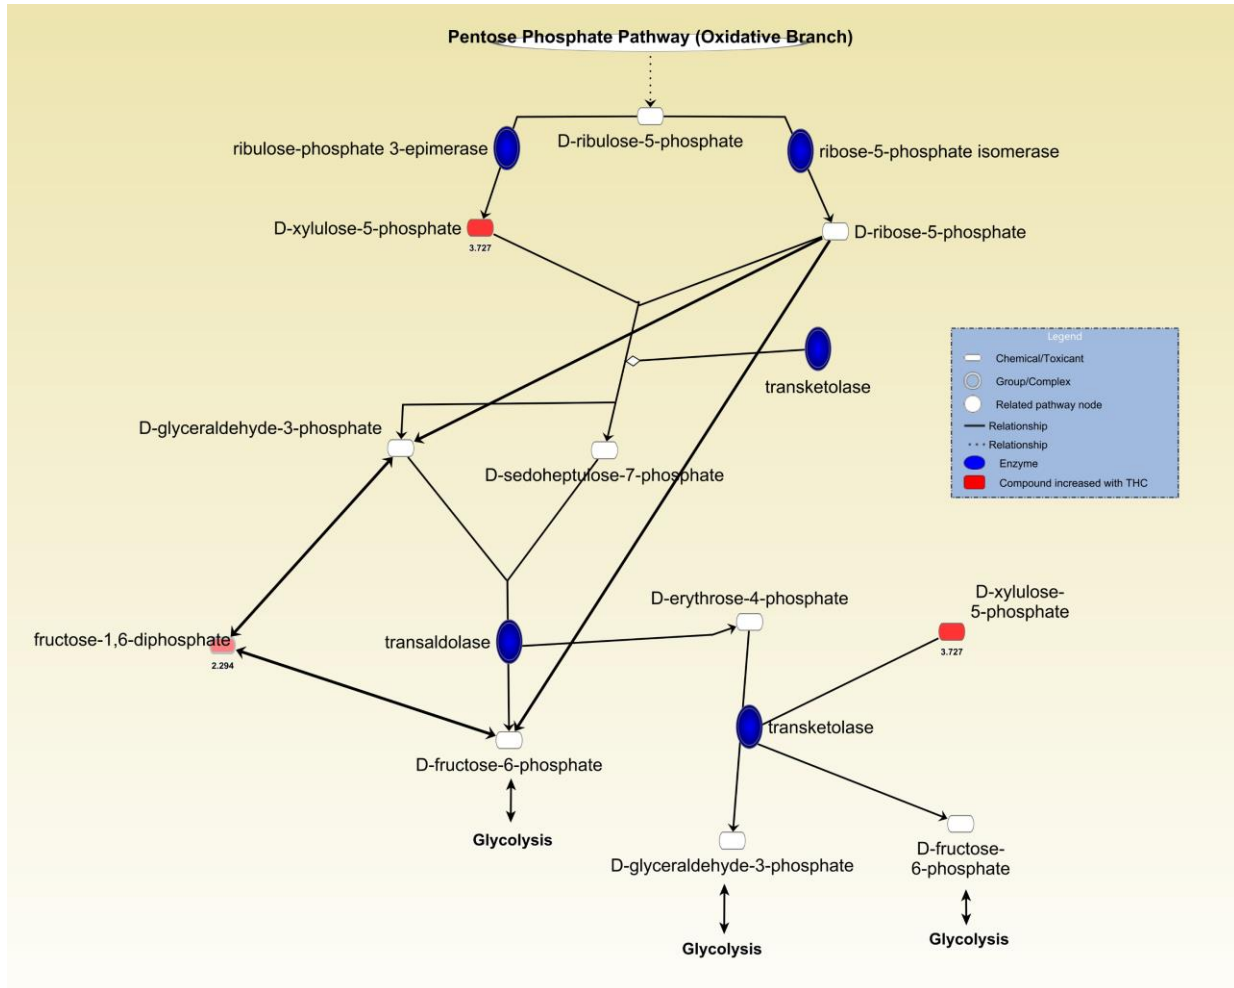 Pentose Phosphate Pathway (Oxidative Branch)
D-ribulose-5-phosphate
ribulose-phosphate 3-epimerase
ribose-5-phosphate isomerase
D-xylulose-5-phosphate
3.727
D-ribose-5-phosphate
transketolase
Legend
Chemical/Toxicant
Group/Complex
Related pathway node
Relationship
Relationship
Enzyme
Compound increased with THC
D-glyceraldehyde-3-phosphate
D-sedoheptulose-7-phosphate
D-erythrose-4-phosphate
D-xylulose-
5-phosphate
3.727
fructose-1,6-diphosphate
2.294
transaldolase
transketolase
D-fructose-6-phosphate
Glycolysis
D-glyceraldehyde-3-phosphate
Glycolysis
D-fructose-
6-phosphate
Glycolysis